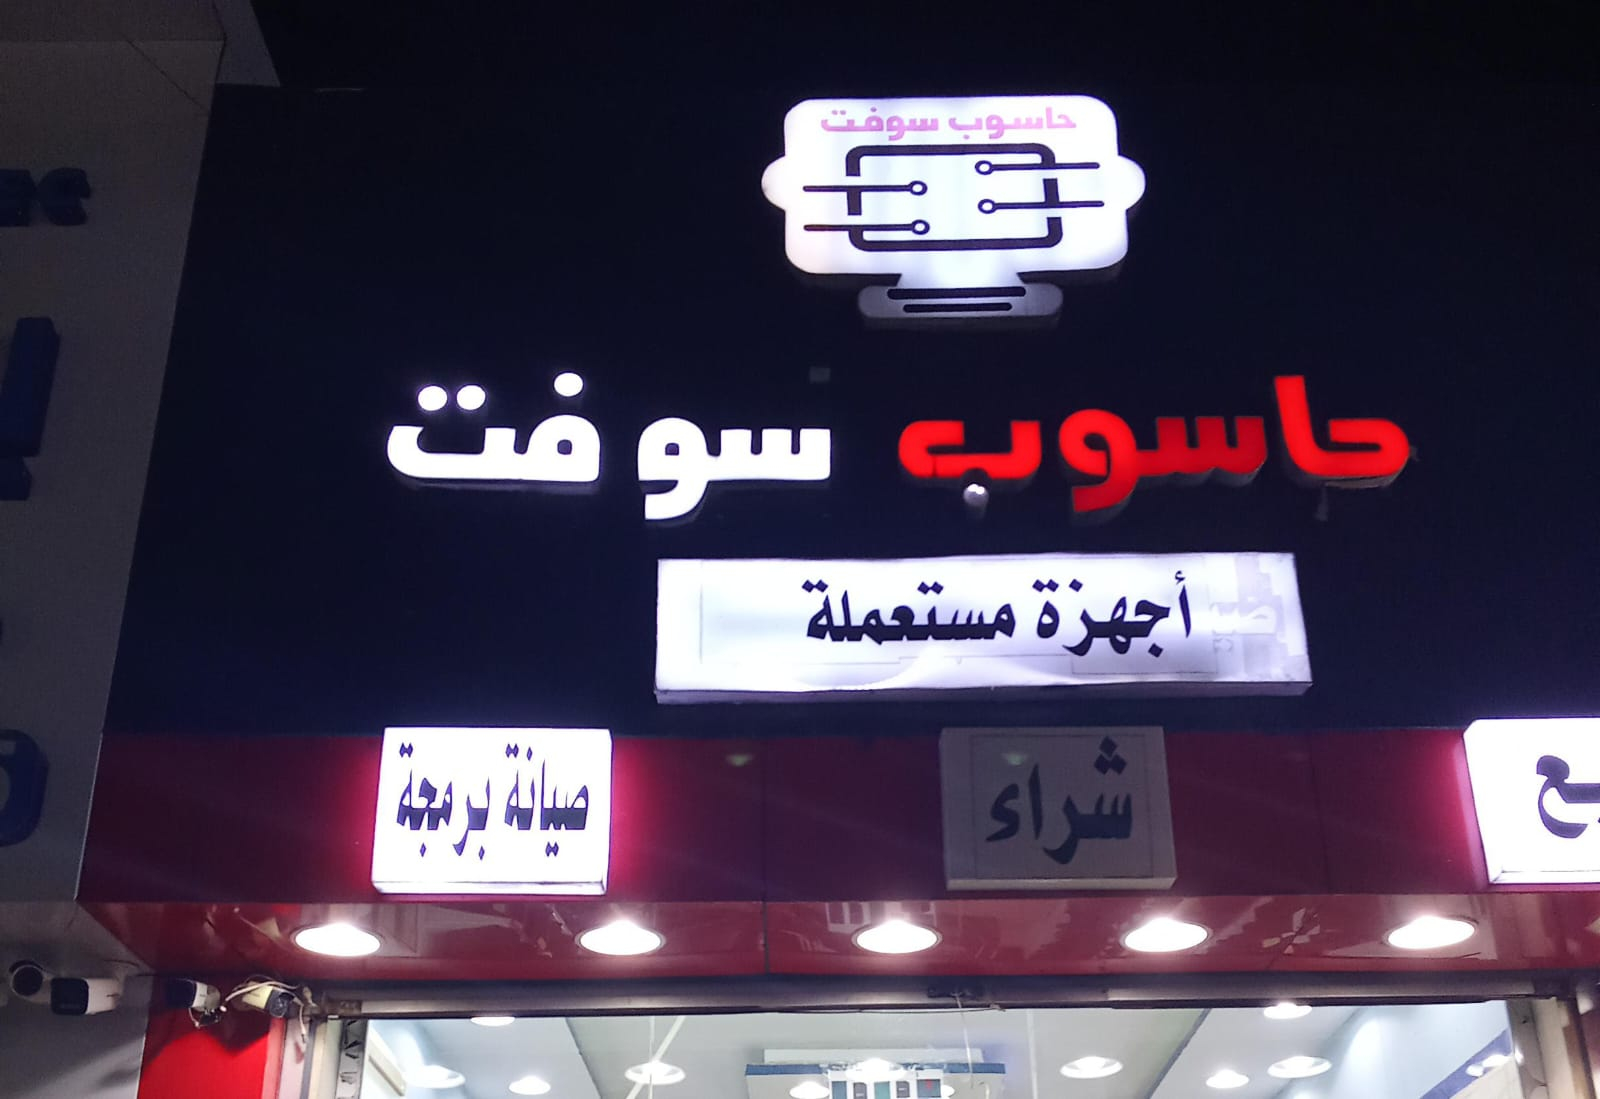 حاسوب سوفت
حاسوب سوفت
أجهزة مستعملة
شراء
صيانة برمجة